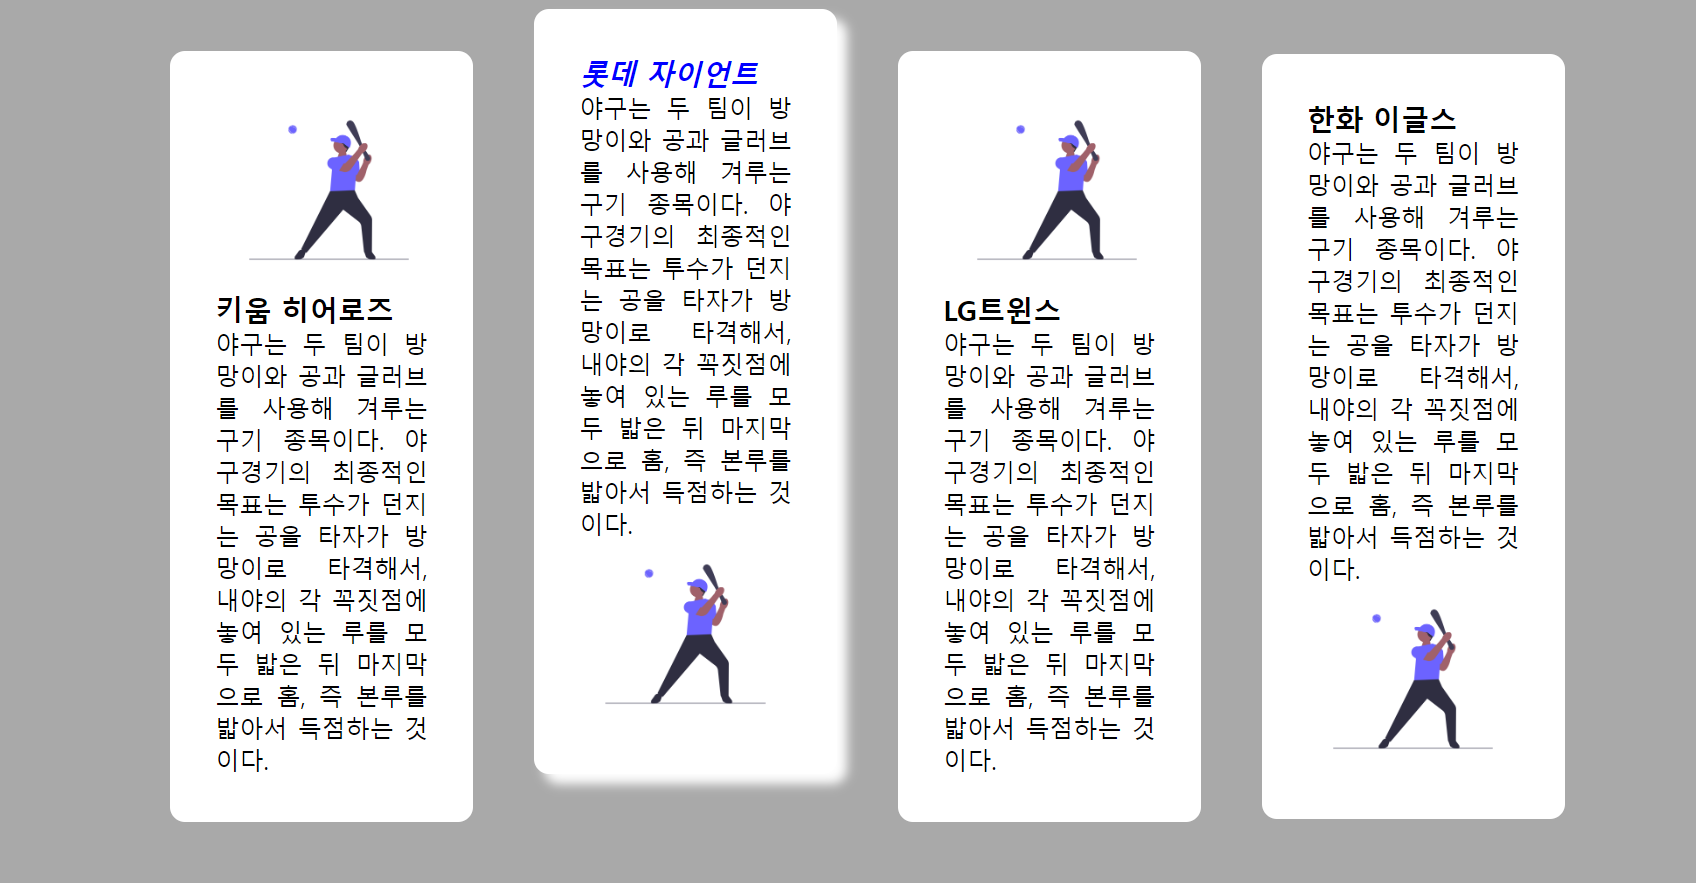 키움 히어로즈
야구는 두 팀이 방
망이와 공과 글러브
를 사용해 겨루는
구기 종목이다. 야
구경기의 최종적인
목표는 투수가 던지
는 공을 타자가 방
망이로 타격해서,
내야의 각 꼭짓점에
놓여 있는 루를 모
두 밟은 뒤 마지막
으로 홈, 즉 본루를
밟아서 득점하는 것
이다.
롯데 자이언트
야구는 두 팀이 방
망이와 공과 글러브
를 사용해 겨루는
구기 종목이다. 야
구경기의 최종적인
목표는 투수가 던지
는 공을 타자가 방
망이로 타격해서,
내야의 각 꼭짓점에
놓여 있는 루를 모
두 밟은 뒤 마지막
으로 홈, 즉 본루를
밟아서 득점하는 것
이다.
LG트윈스
야구는 두 팀이 방
망이와 공과 글러브
를 사용해 겨루는
구기 종목이다. 야
구경기의 최종적인
목표는 투수가 던지
는 공을 타자가 방
망이로 타격해서,
내야의 각 꼭짓점에
놓여 있는 루를 모
두 밟은 뒤 마지막
으로 홈, 즉 본루를
밟아서 득점하는 것
이다.
한화 이글스
야구는 두 팀이 방
망이와 공과 글러브
를 사용해 겨루는
구기 종목이다. 야
구경기의 최종적인
목표는 투수가 던지
는 공을 타자가 방
망이로 타격해서,
내야의 각 꼭짓점에
놓여 있는 루를 모
두 밟은 뒤 마지막
으로 홈, 즉 본루를
밟아서 득점하는 것
이다.